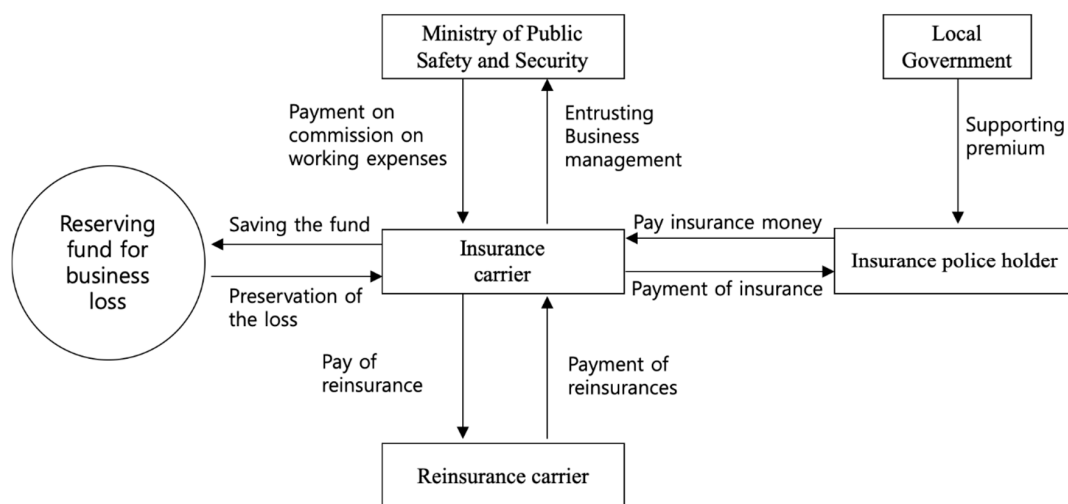 Ministry of Public
Safety and Security
Local
Government
Payment on
commission on
working expenses
Entrusting
Business
management
Supporting
premium
Reserving
fund for
business
loss
Saving the fund
Preservation of
the loss
Insurance
carrier
Pay insurance money
Payment of insurance
Insurance police holder
Pay of
reinsurance
Payment of
reinsurances
Reinsurance carrier